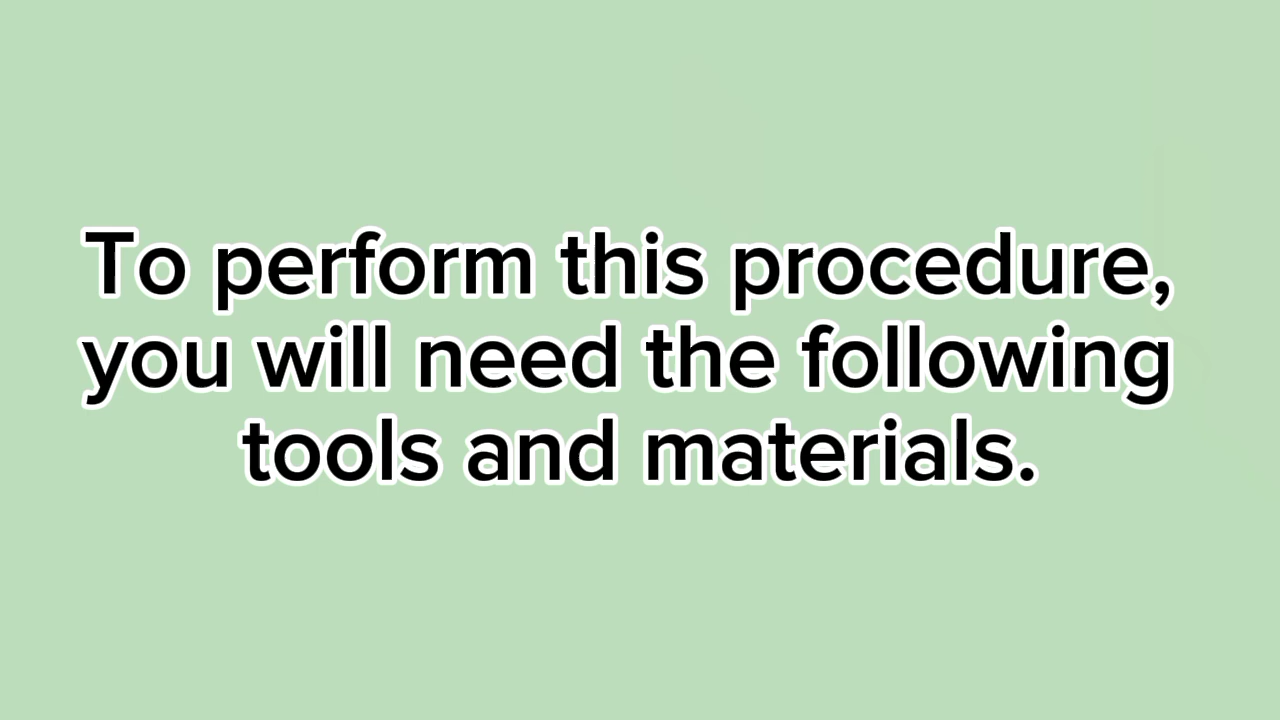 To perform this procedure,
you will need the following
tools and materials.